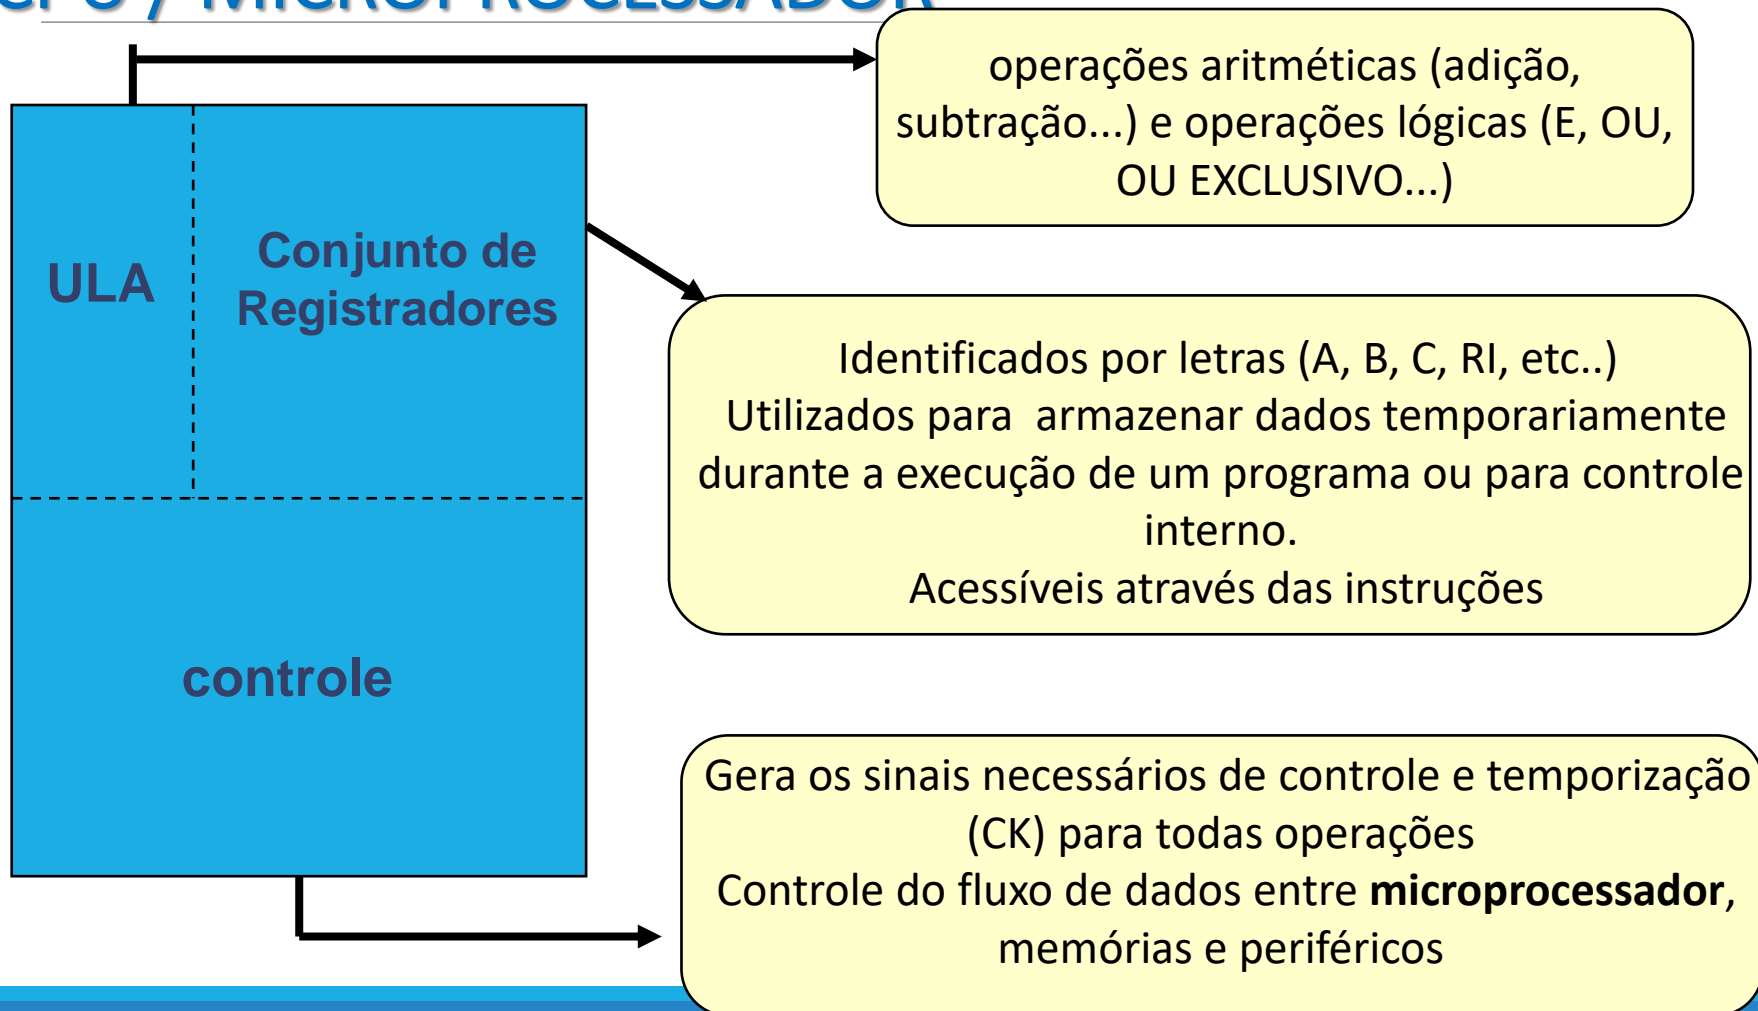 CPU / MICROPROCESSADOR
operações aritméticas (adição,
subtração...) e operações lógicas (E, OU,
OU EXCLUSIVO...)
ULA
Conjunto de
Registradores
Identificados por letras (A, B, C, RI, etc..)
Utilizados para armazenar dados temporariamente
durante a execução de um programa ou para controle
interno.
Acessíveis através das instruções
controle
Gera os sinais necessários de controle e temporização
(CK) para todas operações
Controle do fluxo de dados entre microprocessador,
memórias e periféricos